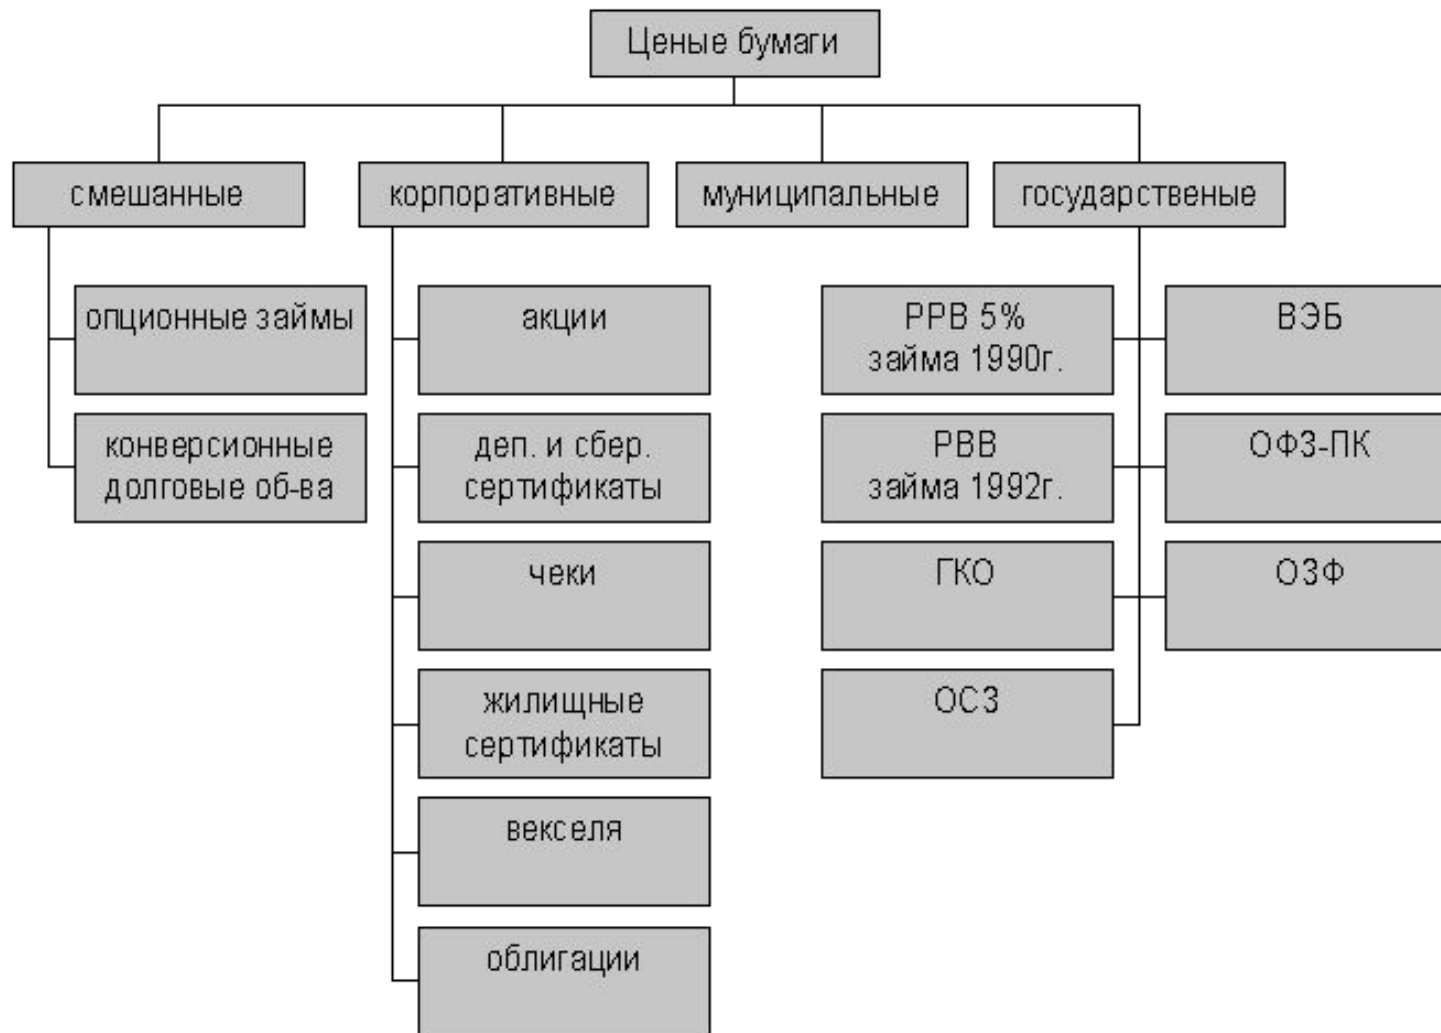 Ценые бумаги
смешанные
корпоративные
муниципальные
государственые
опционные займы
конверсионные
долговые об-ва
акции
деп. и сбер.
сертификаты
чеки
жилищные
сертификаты
векселя
облигации
РРВ 5%
займа 1990г.
РВВ
займа 1992г.
ГКО
ОСЗ
ВЭБ
ОФЗ-ПК
ОЗФ